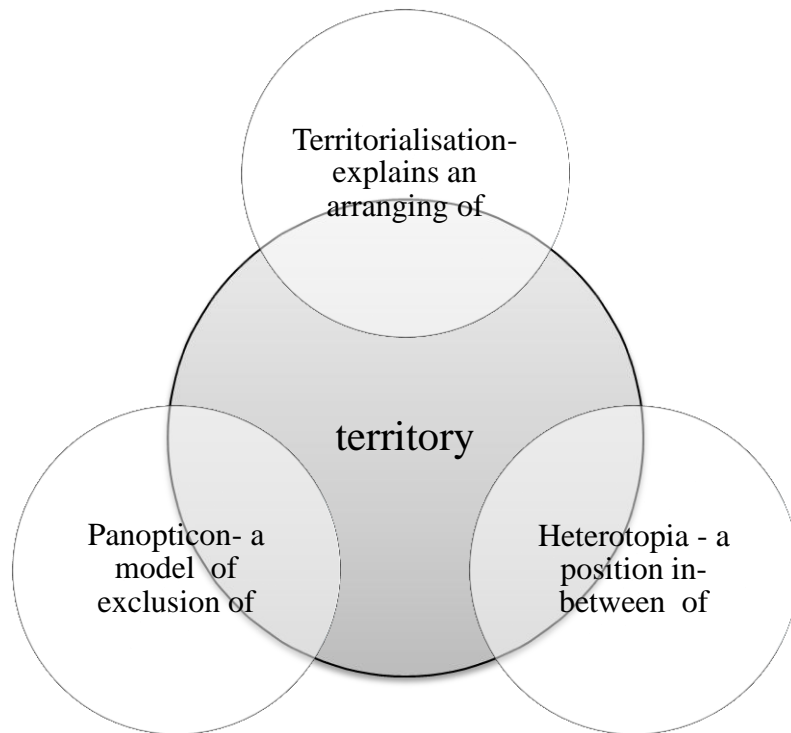 Territorialisation-
explains an
arranging of
territory
Panopticon- a
model of
exclusion of
Heterotopia - a
position in-
between of